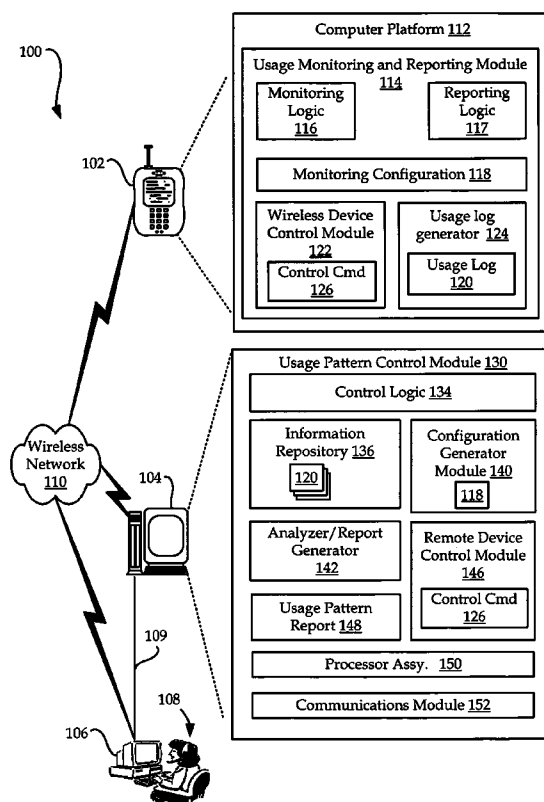 100
102
Computer Platform 112
Usage Monitoring and Reporting Module
114
Monitoring
Logic
116
Reporting
Logic
117
Monitoring Configuration 118
Wireless Device
Control Module
122
Control Cmd
126
Usage log
generator 124
Usage Log
120
Wireless
Network
110
104
109
106
108
Usage Pattern Control Module 130
Control Logic 134
Information
Repository 136
120
Configuration
Generator
Module 140
118
Analyzer/Report
Generator
142
Remote Device
Control Module
146
Control Cmd
126
Usage Pattern
Report 148
Processor Assy. 150
Communications Module 152